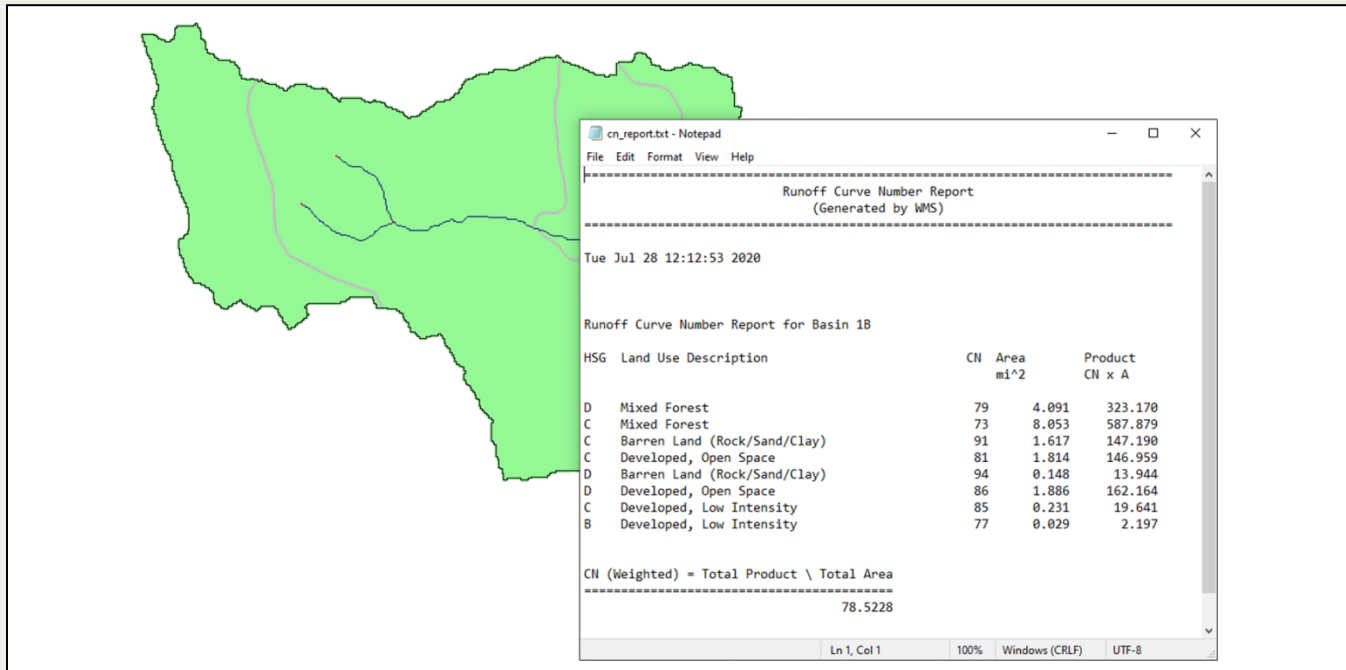 cn_report.txt - Notepad
File Edit Format View Help
================================================================================
Runoff Curve Number Report
(Generated by WMS)
================================================================================
Tue Jul 28 12:12:53 2020
Runoff Curve Number Report for Basin 1B
HSG Land Use Description CN Area Product
mi^2 CN x A
D Mixed Forest 79 4.091 323.170
C Mixed Forest 73 8.053 587.879
C Barren Land (Rock/Sand/Clay) 91 1.617 147.190
C Developed, Open Space 81 1.814 146.959
D Barren Land (Rock/Sand/Clay) 94 0.148 13.944
D Developed, Open Space 86 1.886 162.164
C Developed, Low Intensity 85 0.231 19.641
B Developed, Low Intensity 77 0.029 2.197
CN (Weighted) = Total Product \ Total Area
==========================================
78.5228
Ln 1, Col 1 100% Windows (CRLF) UTF-8